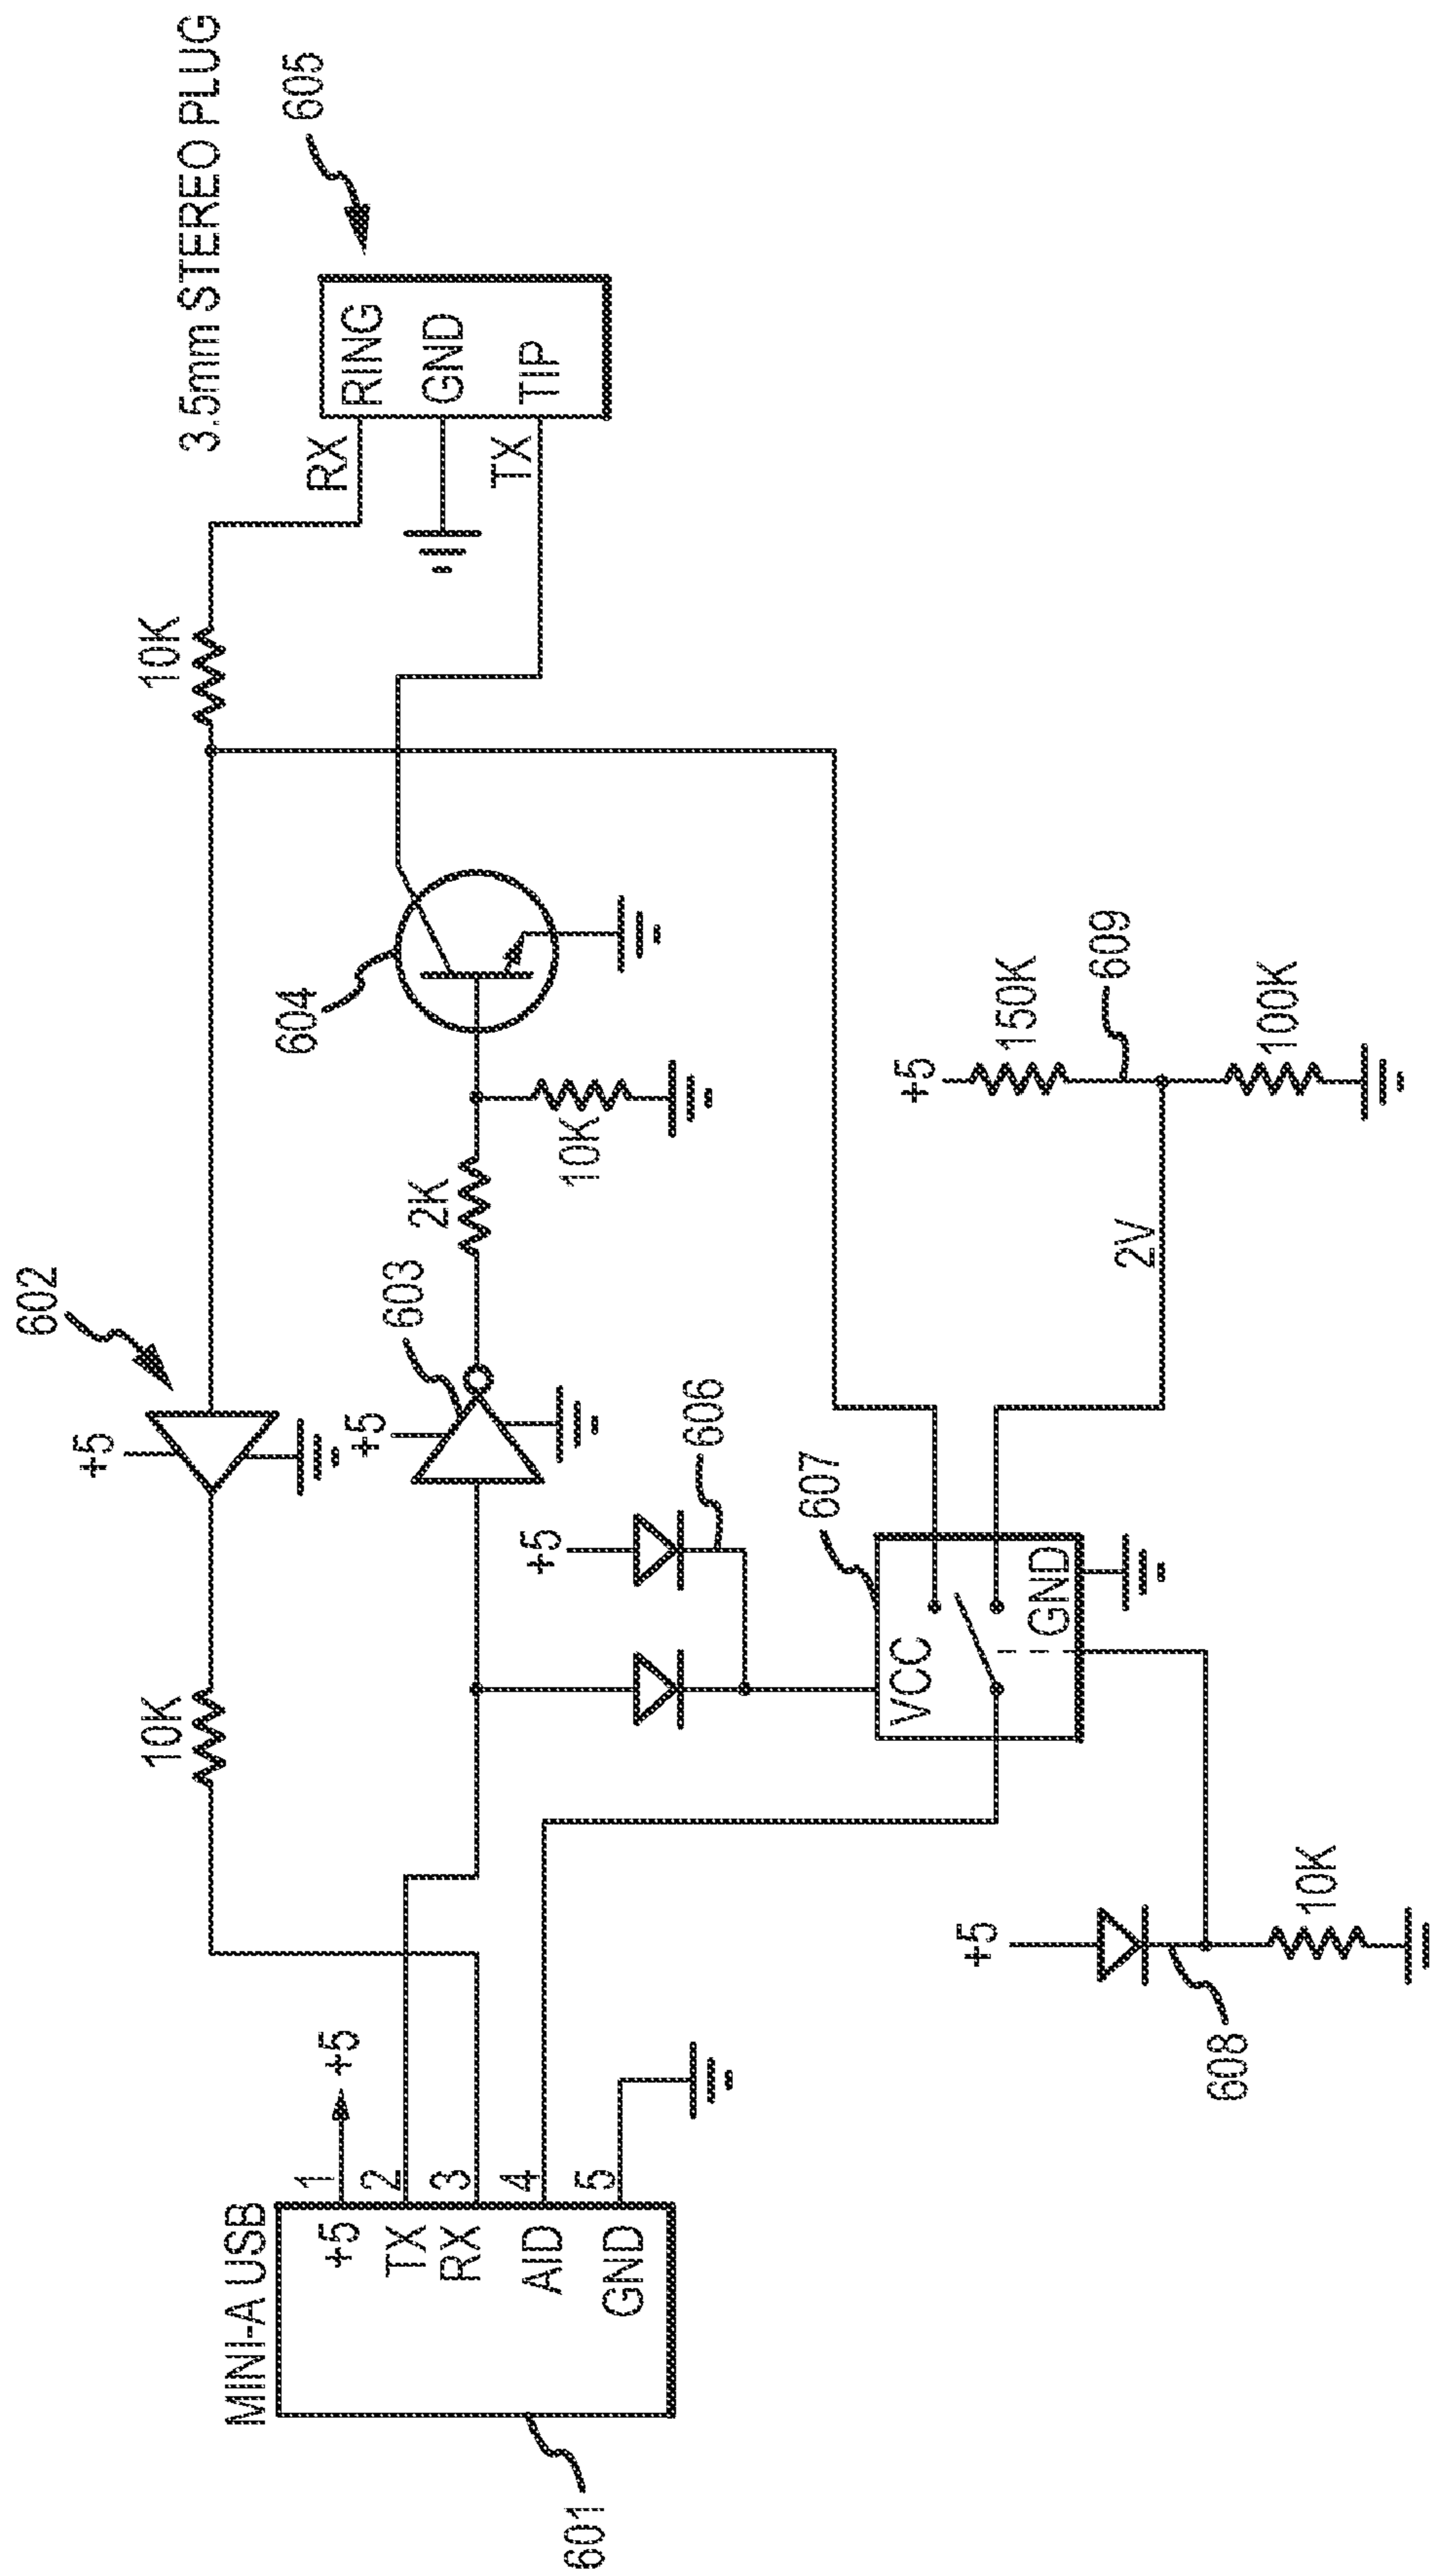 3.5mm STEREO PLUG
605
10K
RX
RING
GND
TX
TIP
602
+5
10K
604
603
+5
2K
10K
+5
606
607
VCC
GND
2V
+5
150K
609
100K
MINI-A USB
1
+5
+5
2
TX
3
RX
4
AID
5
GND
601
+5
608
10K